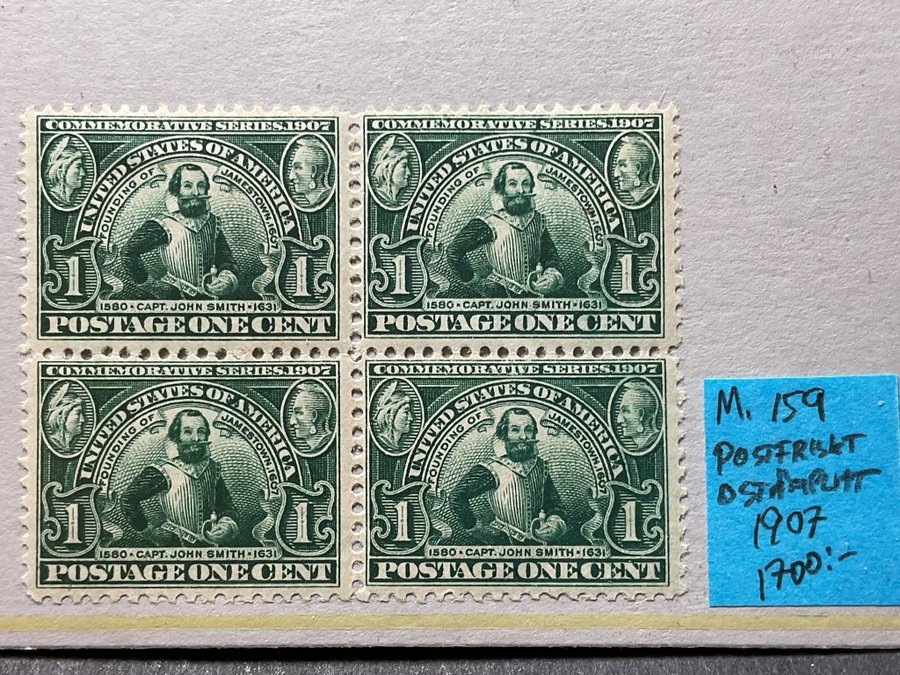 COMMEMORATIVE SERIES.1907
UNITED STATES OF AMERICA
FOUNDING OF JAMESTOWN.1607
1 1
1580 • CAPT. JOHN SMITH • 1631
POSTAGE ONE CENT
COMMEMORATIVE SERIES.1907
UNITED STATES OF AMERICA
FOUNDING OF JAMESTOWN.1607
1 1
1580 • CAPT. JOHN SMITH • 1631
POSTAGE ONE CENT
COMMEMORATIVE SERIES.1907
UNITED STATES OF AMERICA
FOUNDING OF JAMESTOWN.1607
1 1
1580 • CAPT. JOHN SMITH • 1631
POSTAGE ONE CENT
COMMEMORATIVE SERIES.1907
UNITED STATES OF AMERICA
FOUNDING OF JAMESTOWN.1607
1 1
1580 • CAPT. JOHN SMITH • 1631
POSTAGE ONE CENT
M. 159
POSTFRISKT
OSTÄMPLAT
1907
1700:-